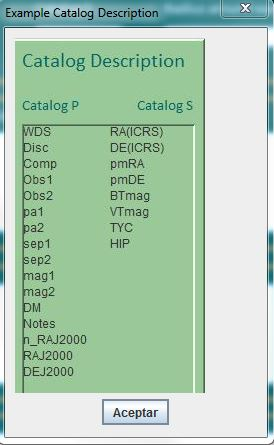 Example Catalog Description
Catalog Description
Catalog P Catalog S
WDS RA(ICRS)
Disc DE(ICRS)
Comp pmRA
Obs1 pmDE
Obs2 BTmag
pa1 VTmag
pa2 TYC
sep1 HIP
sep2
mag1
mag2
DM
Notes
n_RAJ2000
RAJ2000
DEJ2000
Aceptar